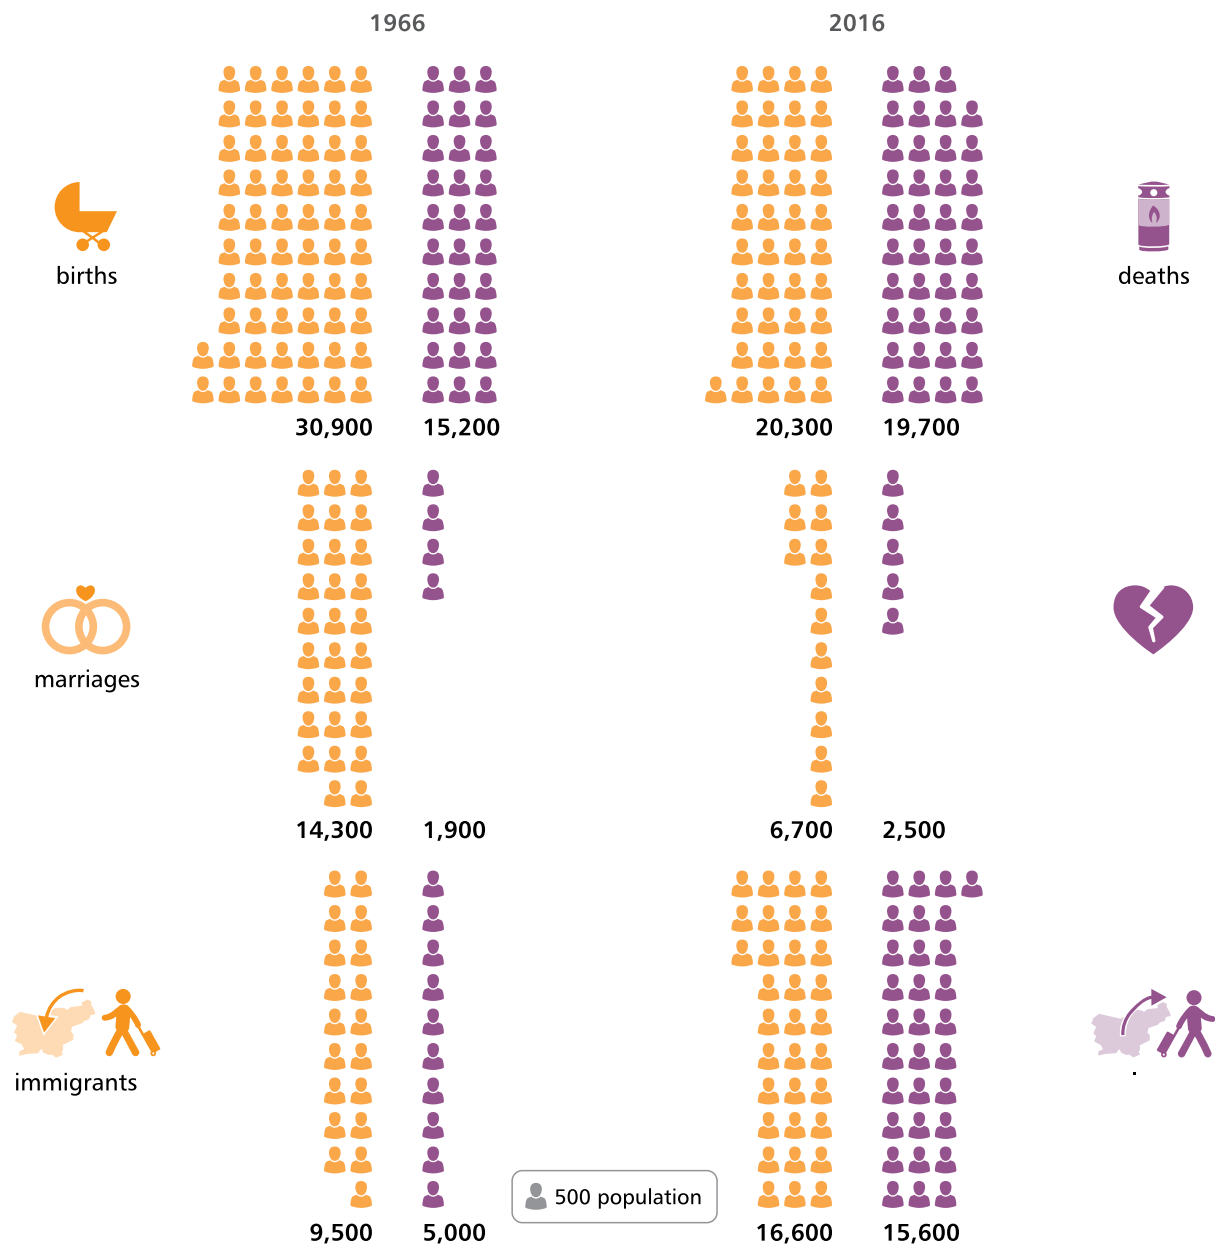 1966 2016
births
deaths
30,900 15,200 20,300 19,700
marriages
14,300 1,900 6,700 2,500
immigrants
.
500 population
9,500 5,000 16,600 15,600